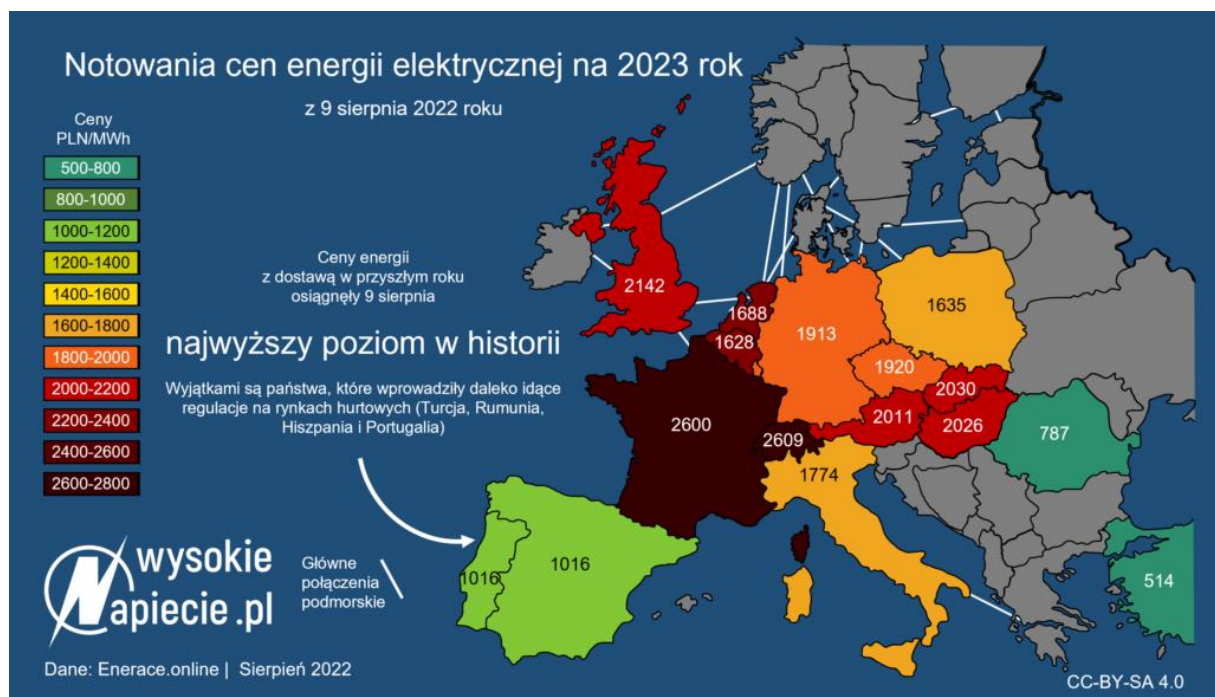 Notowania cen energii elektrycznej na 2023 rok
z 9 sierpnia 2022 roku
Ceny
PLN/MWh
500-800
800-1000
1000-1200
1200-1400
1400-1600
1600-1800
1800-2000
2000-2200
2200-2400
2400-2600
2600-2800
Ceny energii
z dostawą w przyszłym roku
osiągnęły 9 sierpnia
najwyższy poziom w historii
Wyjątkami są państwa, które wprowadziły daleko idące
regulacje na rynkach hurtowych (Turcja, Rumunia,
Hiszpania i Portugalia)
2142
1688
1628
1913
1635
1920
2030
2011
2026
2600
2609
1774
787
1016
1016
514
wysokie
Napiecie.pl
Główne
połączenia
podmorskie
Dane: Enerace.online | Sierpień 2022
CC-BY-SA 4.0